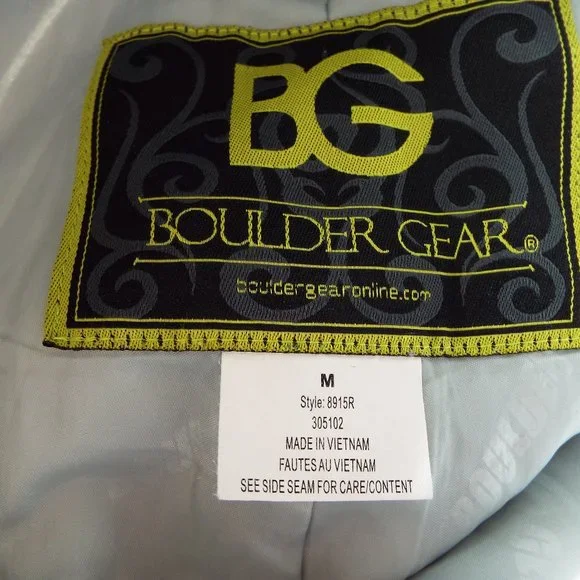 BG
BOULDER GEAR®
bouldergearonline.com
M
Style: 8915R
305102
MADE IN VIETNAM
FAUTES AU VIETNAM
SEE SIDE SEAM FOR CARE/CONTENT